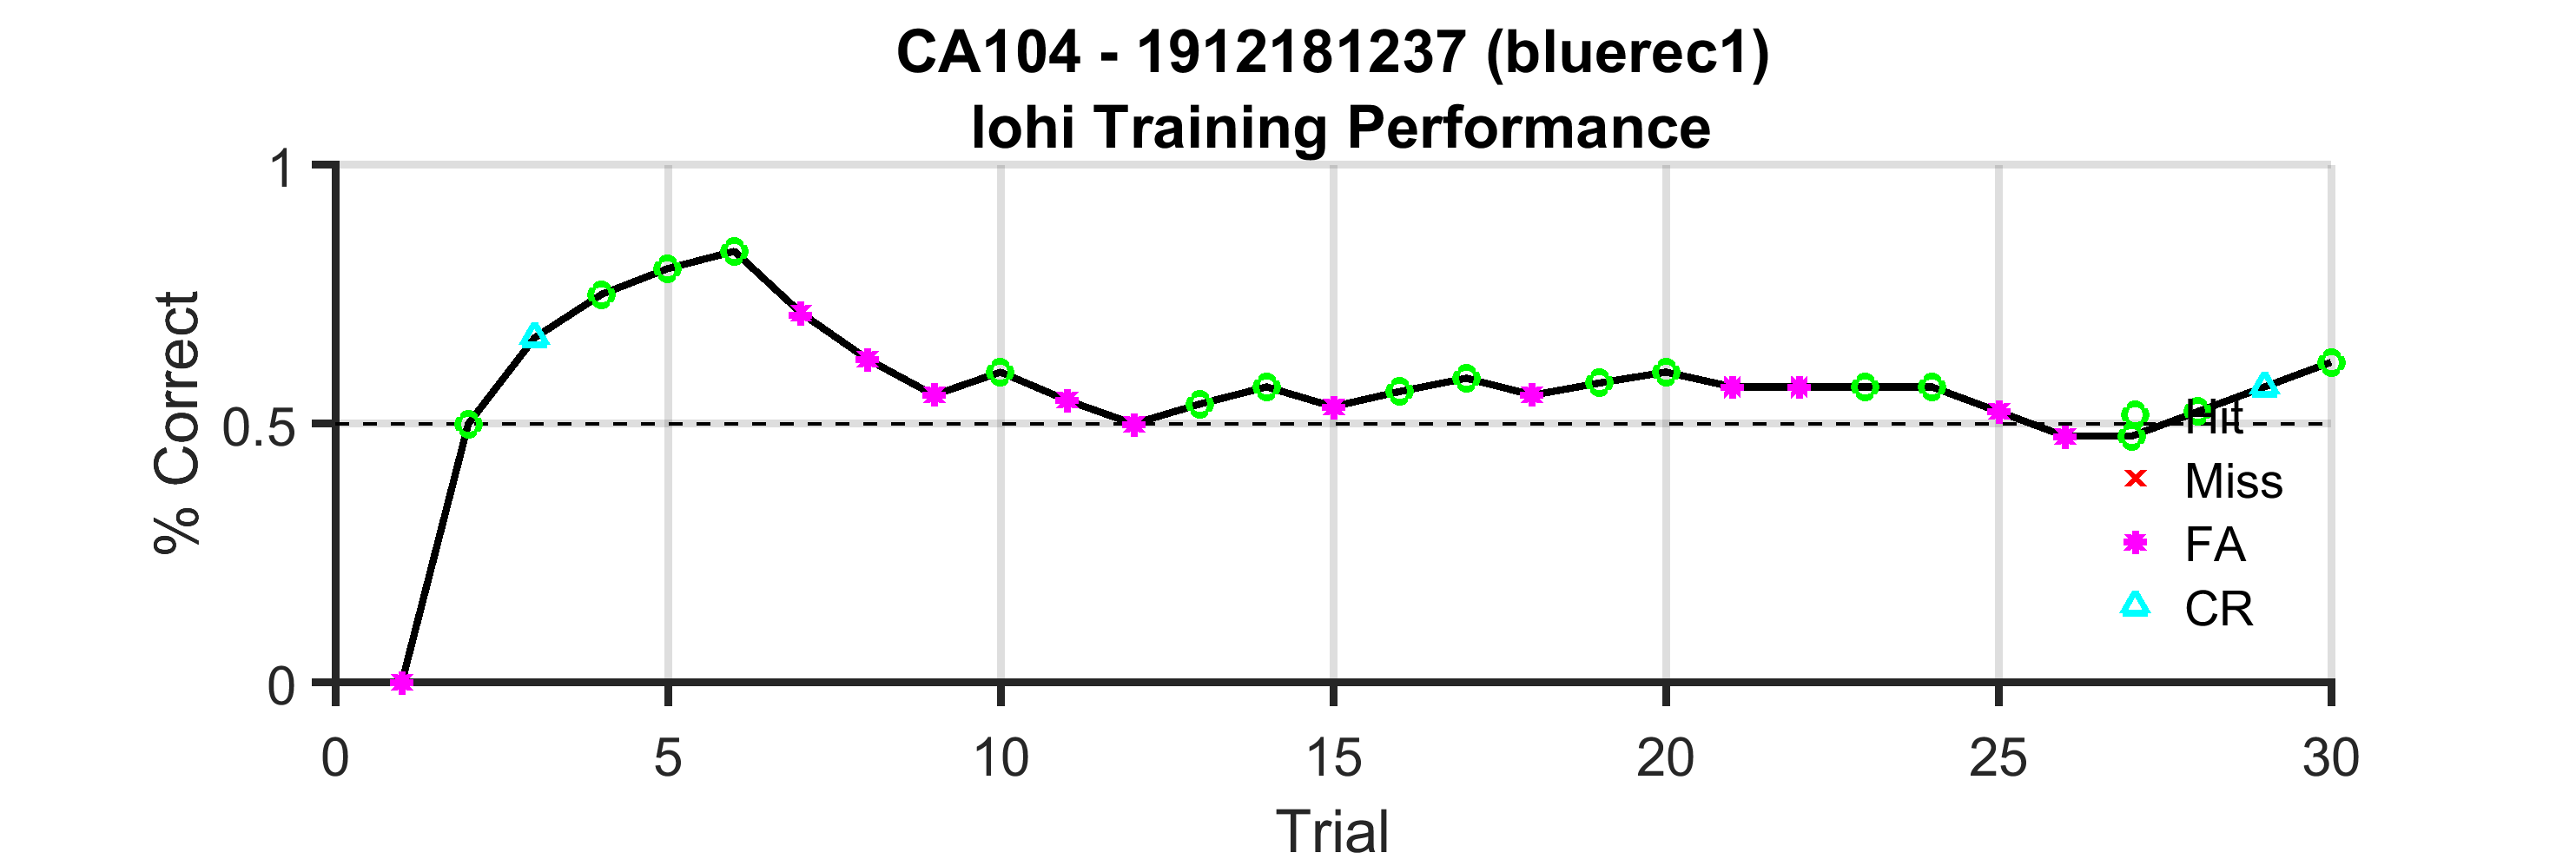 CA104 - 1912181237 (bluerec1)
lohi Training Performance
% Correct
1
0.5
0
Hit
Miss
FA
CR
0 5 10 15 20 25 30
Trial